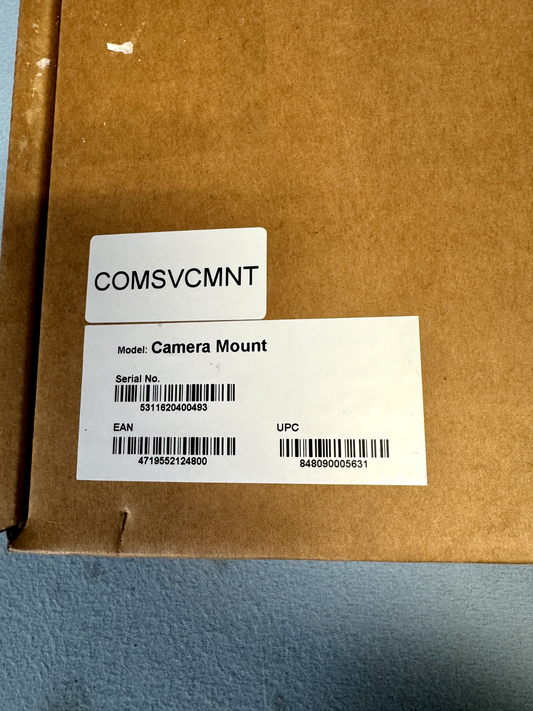 COMSVCMNT
Model: Camera Mount
Serial No.
5311620400493
EAN
4719552124800
UPC
848090005631